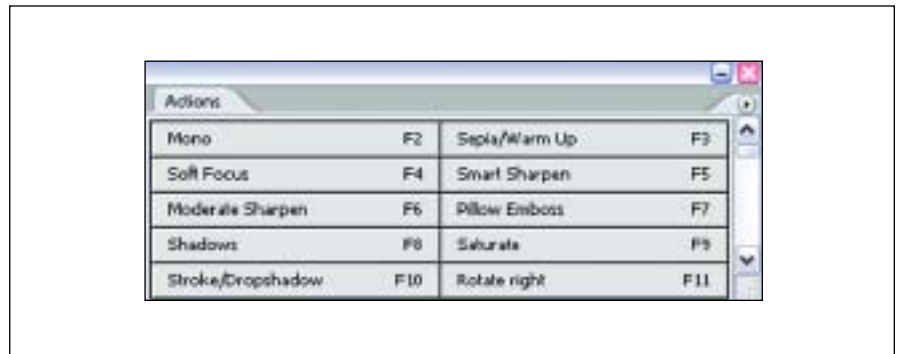 Actions
Mono F2 Sepia/Warm Up F3
Soft Focus F4 Smart Sharpen F5
Moderate Sharpen F6 Pillow Emboss F7
Shadows F8 Saturate F9
Stroke/Dropshadow F10 Rotate right F11